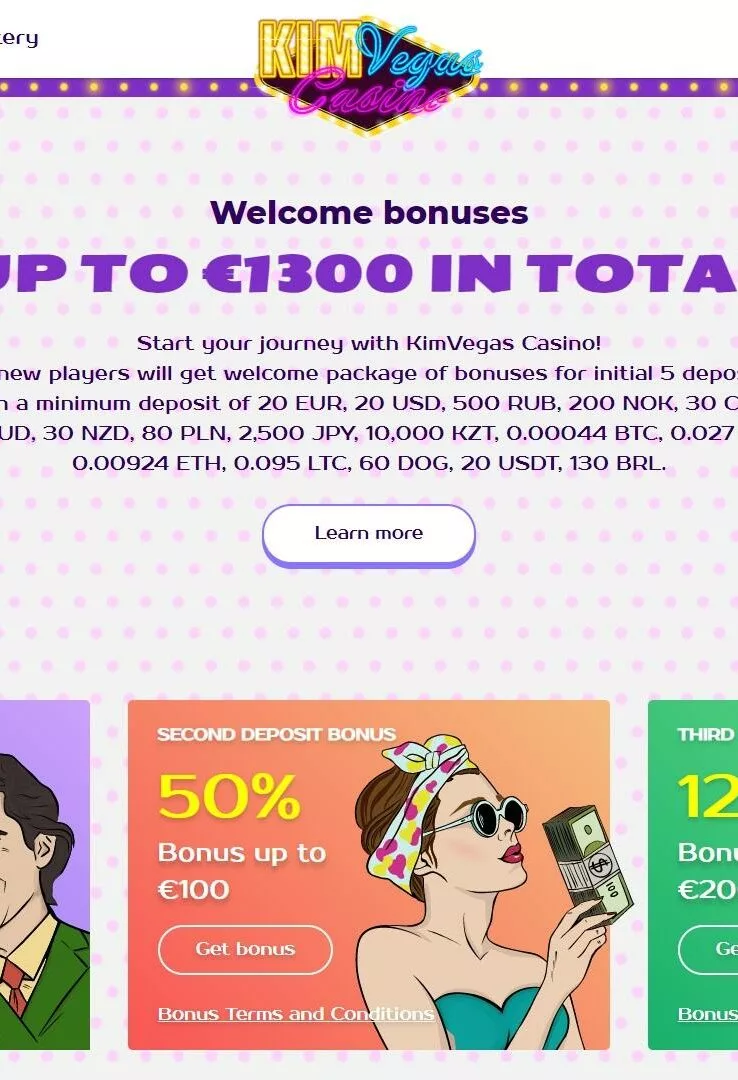 tery
KIM Vegas
Casino
Welcome bonuses
UP TO €1300 IN TOTA
Start your journey with KimVegas Casino!
new players will get welcome package of bonuses for initial 5 depos
n a minimum deposit of 20 EUR, 20 USD, 500 RUB, 200 NOK, 30 C
UD, 30 NZD, 80 PLN, 2,500 JPY, 10,000 KZT, 0.00044 BTC, 0.027
0.00924 ETH, 0.095 LTC, 60 DOG, 20 USDT, 130 BRL.
Learn more
SECOND DEPOSIT BONUS
50%
Bonus up to
€100
Get bonus
Bonus Terms and Conditions
$
100
THIRD
12
Bonu
€20
Ge
Bonus